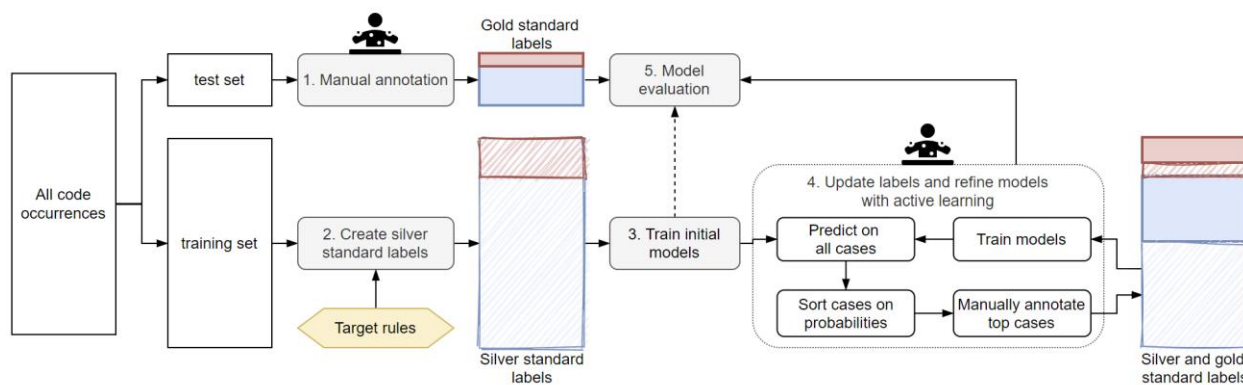 All code
occurrences
test set
training set
1. Manual annotation
2. Create silver
standard labels
Target rules
Gold standard
labels
Silver standard
labels
5. Model
evaluation
3. Train initial
models
4. Update labels and refine models
with active learning
Predict on
all cases
Train models
Sort cases on
probabilities
Manually annotate
top cases
Silver and gold
standard labels